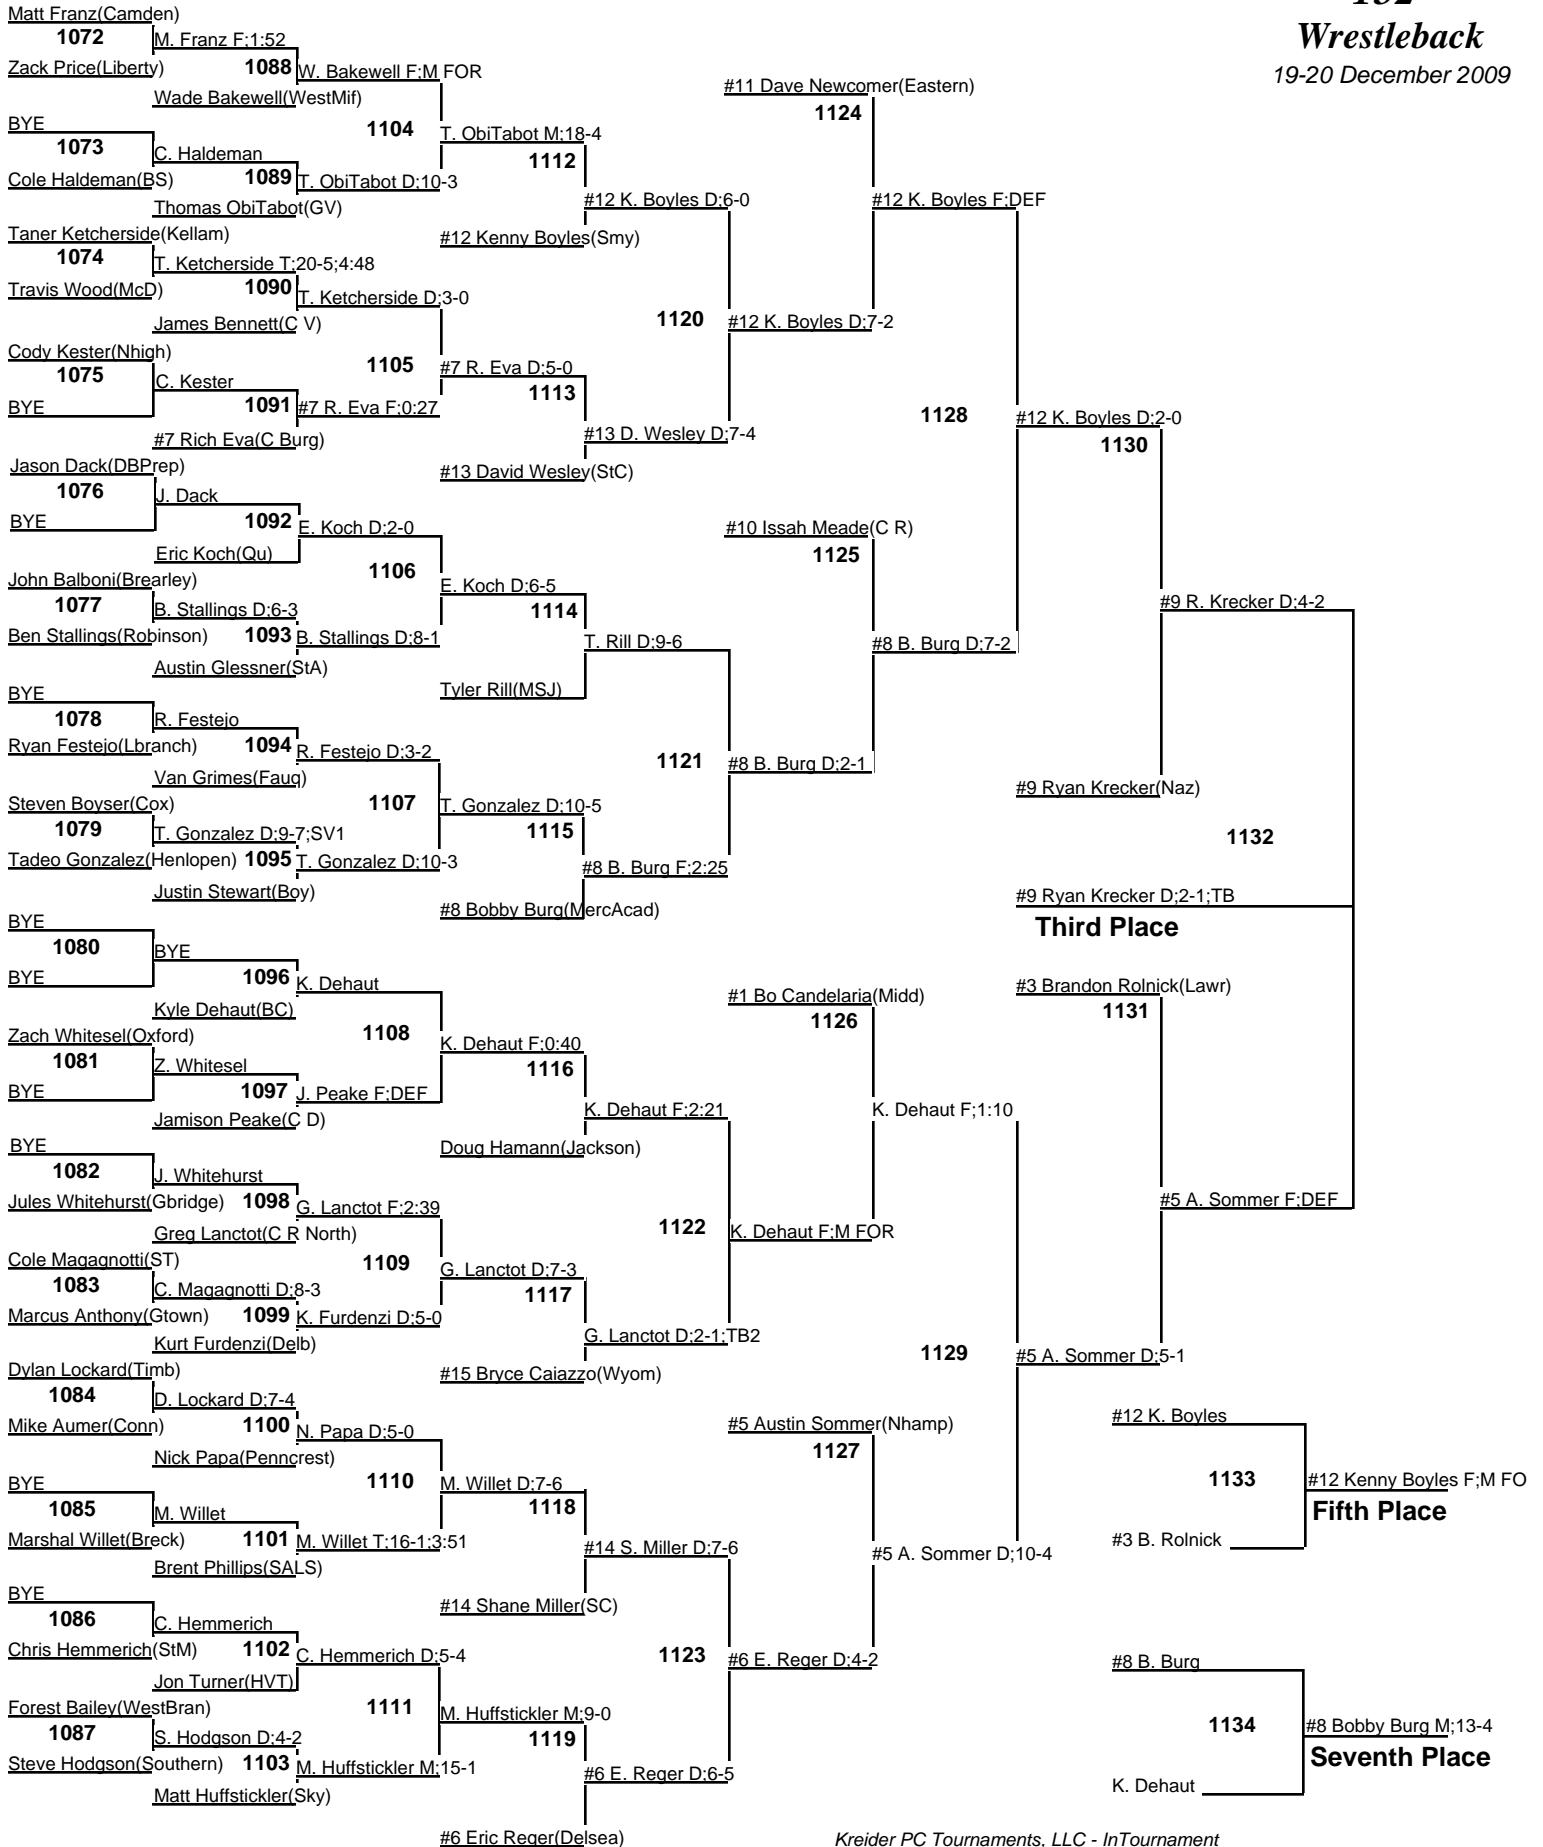 Wrestleback
19-20 December 2009
Matt Franz(Camden)
1072
M. Franz F;1:52
Zack Price(Liberty)
1088
W. Bakewell F;M FOR
Wade Bakewell(WestMif)
#11 Dave Newcomer(Eastern)
1124
BYE
1104
T. ObiTabot M;18-4
1073
C. Haldeman
1112
Cole Haldeman(BS)
1089
T. ObiTabot D;10-3
#12 K. Boyles D;6-0
#12 K. Boyles F;DEF
Thomas ObiTabot(GV)
Taner Ketcherside(Kellam)
#12 Kenny Boyles(Smy)
1074
T. Ketcherside T;20-5;4:48
Travis Wood(McD)
1090
T. Ketcherside D;3-0
James Bennett(C V)
1120
#12 K. Boyles D;7-2
Cody Kester(Nhigh)
1075
1105
#7 R. Eva D;5-0
C. Kester
1113
BYE
1091
#7 R. Eva F;0:27
1128
#12 K. Boyles D;2-0
#7 Rich Eva(C Burg)
#13 D. Wesley D;7-4
1130
Jason Dack(DBPrep)
#13 David Wesley(StC)
1076
J. Dack
BYE
1092
E. Koch D;2-0
#10 Issah Meade(C R)
Eric Koch(Qu)
1125
John Balboni(Brearley)
1106
E. Koch D;6-5
1077
B. Stallings D;6-3
1114
#9 R. Krecker D;4-2
Ben Stallings(Robinson)
1093
B. Stallings D;8-1
T. Rill D;9-6
#8 B. Burg D;7-2
Austin Glessner(StA)
BYE
Tyler Rill(MSJ)
1078
R. Festejo
Ryan Festejo(Lbranch)
1094
R. Festejo D;3-2
1121
#8 B. Burg D;2-1
Van Grimes(Fauq)
#9 Ryan Krecker(Naz)
Steven Boyser(Cox)
1107
T. Gonzalez D;10-5
1079
T. Gonzalez D;9-7;SV1
1115
1132
Tadeo Gonzalez(Henlopen)
1095
T. Gonzalez D;10-3
#8 B. Burg F;2:25
Justin Stewart(Boy)
#9 Ryan Krecker D;2-1;TB
#8 Bobby Burg(MercAcad)
Third Place
BYE
1080
BYE
BYE
1096
K. Dehaut
#3 Brandon Rolnick(Lawr)
Kyle Dehaut(BC)
#1 Bo Candelaria(Midd)
1131
Zach Whitesel(Oxford)
1108
K. Dehaut F;0:40
1126
1081
Z. Whitesel
1116
BYE
1097
J. Peake F;DEF
K. Dehaut F;2:21
K. Dehaut F;1:10
Jamison Peake(C D)
BYE
Doug Hamann(Jackson)
1082
J. Whitehurst
Jules Whitehurst(Gbridge)
1098
G. Lanctot F;2:39
#5 A. Sommer F;DEF
Greg Lanctot(C R North)
1122
K. Dehaut F;M FOR
Cole Magagnotti(ST)
1109
G. Lanctot D;7-3
1083
C. Magagnotti D;8-3
1117
Marcus Anthony(Gtown)
1099
K. Furdenzi D;5-0
Kurt Furdenzi(Delb)
G. Lanctot D;2-1;TB2
1129
#5 A. Sommer D;5-1
Dylan Lockard(Timb)
#15 Bryce Caiazzo(Wyom)
1084
D. Lockard D;7-4
Mike Aumer(Conn)
1100
N. Papa D;5-0
#5 Austin Sommer(Nhamp)
#12 K. Boyles
Nick Papa(Penncrest)
1127
BYE
1110
M. Willet D;7-6
1133
#12 Kenny Boyles F;M FO
1085
M. Willet
1118
Fifth Place
Marshal Willet(Breck)
1101
M. Willet T;16-1;3:51
#14 S. Miller D;7-6
#5 A. Sommer D;10-4
#3 B. Rolnick
Brent Phillips(SALS)
BYE
#14 Shane Miller(SC)
1086
C. Hemmerich
Chris Hemmerich(StM)
1102
C. Hemmerich D;5-4
1123
#6 E. Reger D;4-2
#8 B. Burg
Jon Turner(HVT)
Forest Bailey(WestBran)
1111
M. Huffstickler M;9-0
1087
S. Hodgson D;4-2
1119
1134
#8 Bobby Burg M;13-4
Steve Hodgson(Southern)
1103
M. Huffstickler M;15-1
#6 E. Reger D;6-5
Seventh Place
Matt Huffstickler(Sky)
K. Dehaut
#6 Eric Reger(Delsea)
Kreider PC Tournaments, LLC - InTournament